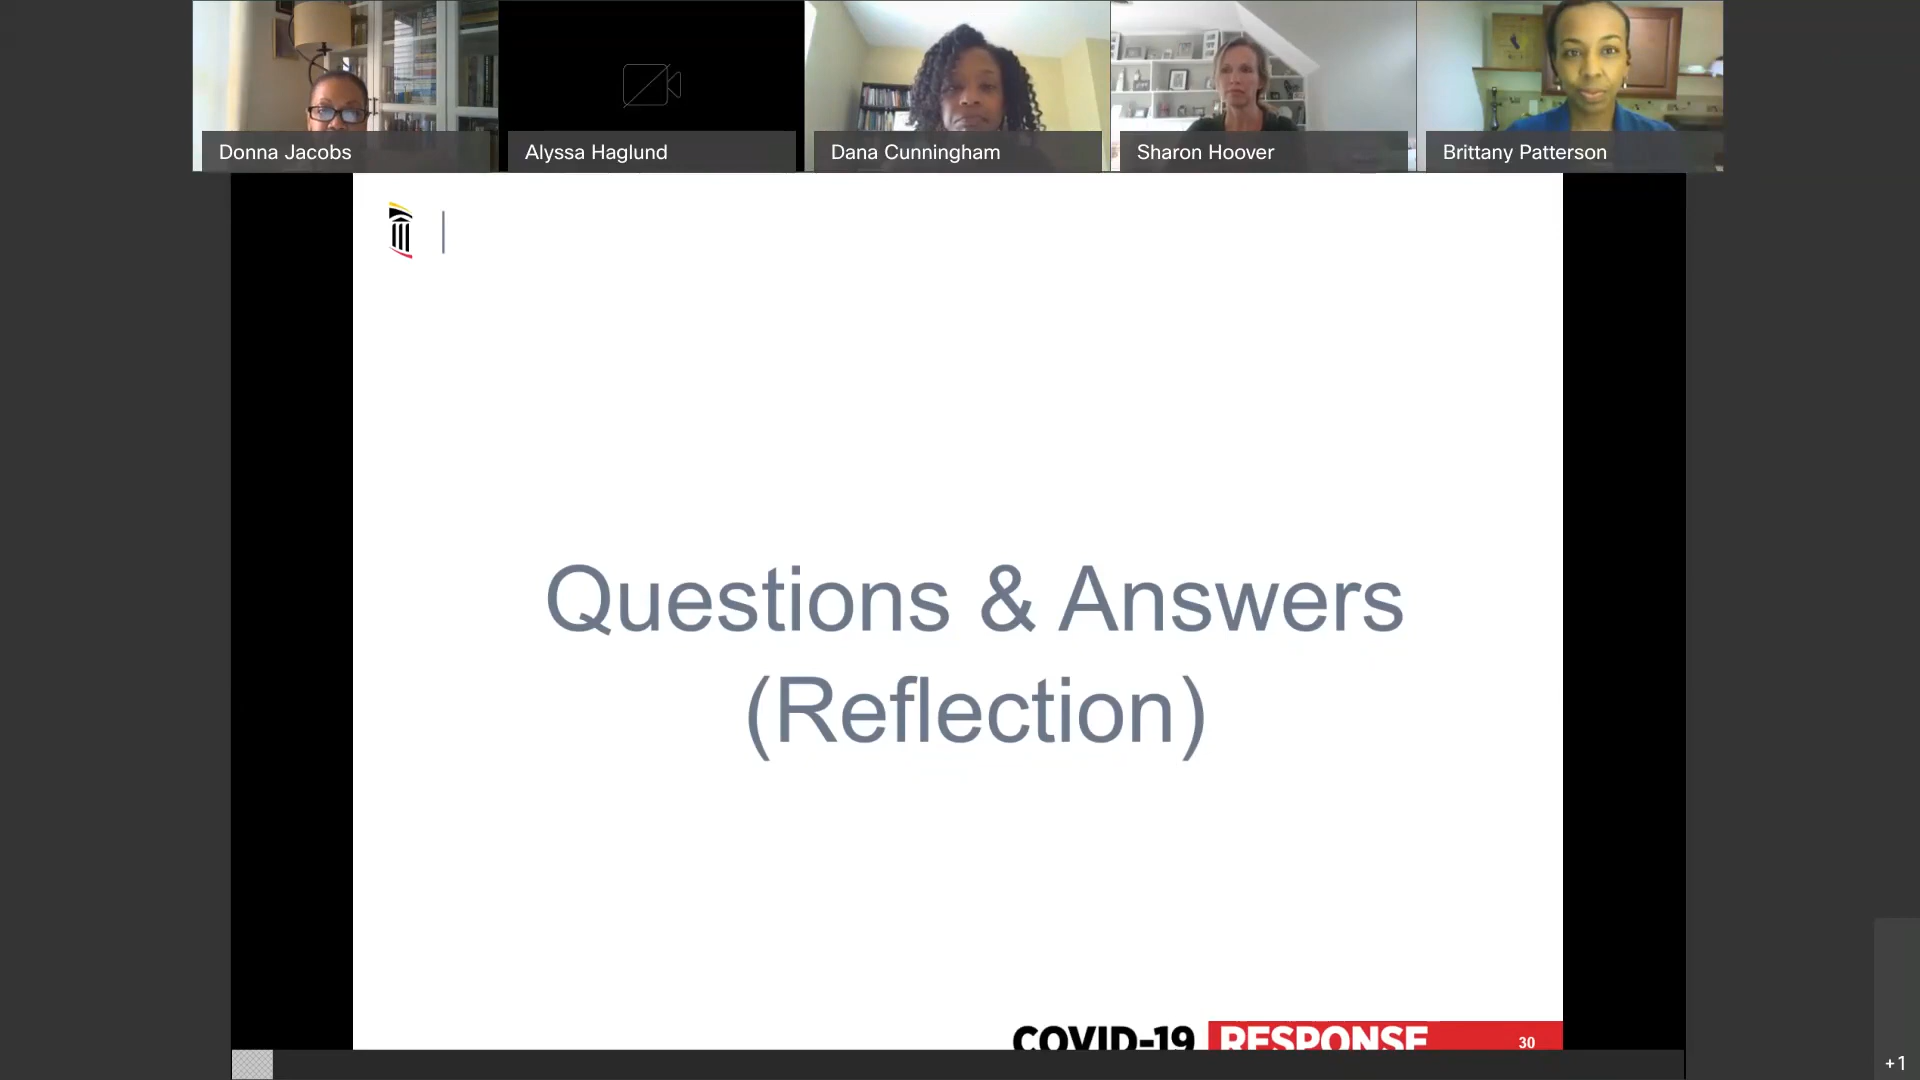 Donna Jacobs
Alyssa Haglund
Dana Cunningham
Sharon Hoover
Brittany Patterson
Questions & Answers
(Reflection)
COVID-19 RESPONSE
30
+1